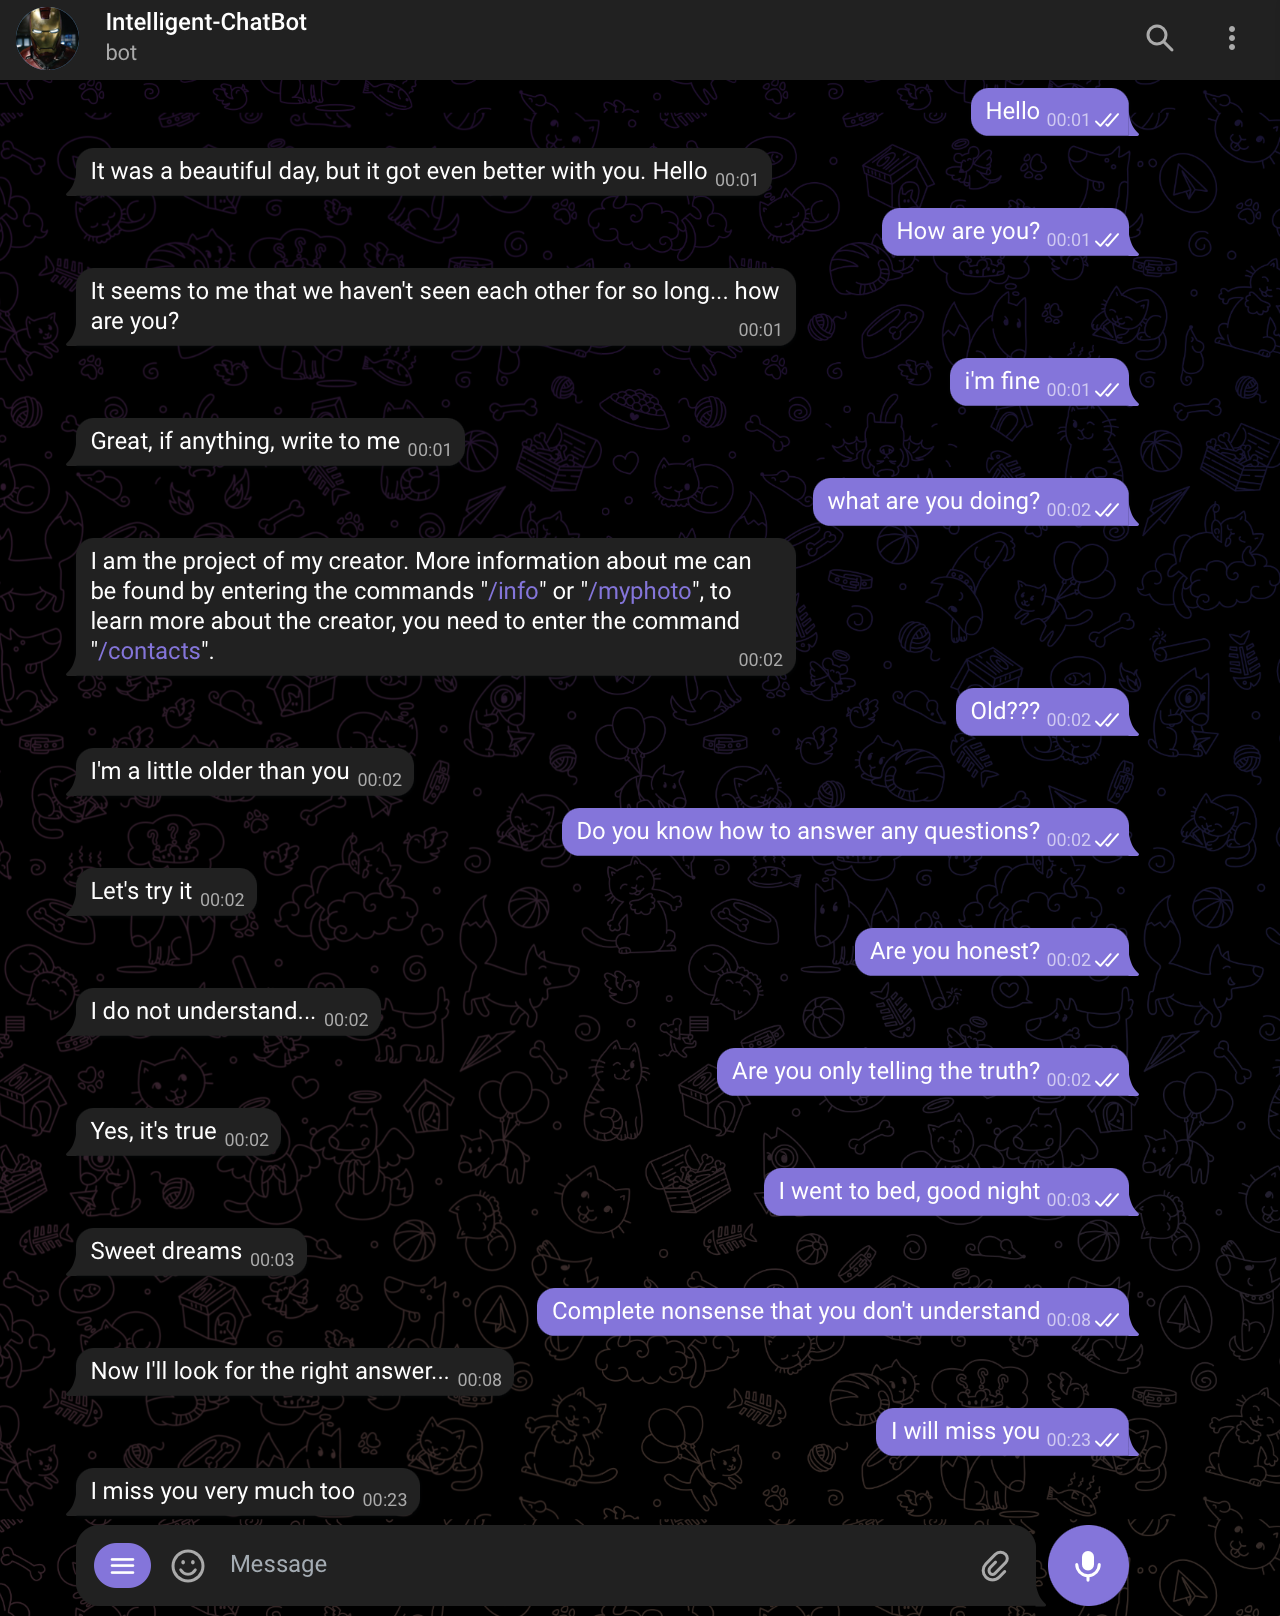 Intelligent-ChatBot
bot
Hello 00:01
It was a beautiful day, but it got even better with you. Hello 00:01
How are you? 00:01
It seems to me that we haven't seen each other for so long... how
are you? 00:01
i'm fine 00:01
Great, if anything, write to me 00:01
what are you doing? 00:02
I am the project of my creator. More information about me can
be found by entering the commands "/info" or "/myphoto", to
learn more about the creator, you need to enter the command
"/contacts". 00:02
Old??? 00:02
I'm a little older than you 00:02
Do you know how to answer any questions? 00:02
Let's try it 00:02
Are you honest? 00:02
I do not understand... 00:02
Are you only telling the truth? 00:02
Yes, it's true 00:02
I went to bed, good night 00:03
Sweet dreams 00:03
Complete nonsense that you don't understand 00:08
Now I'll look for the right answer... 00:08
I will miss you 00:23
I miss you very much too 00:23
Message